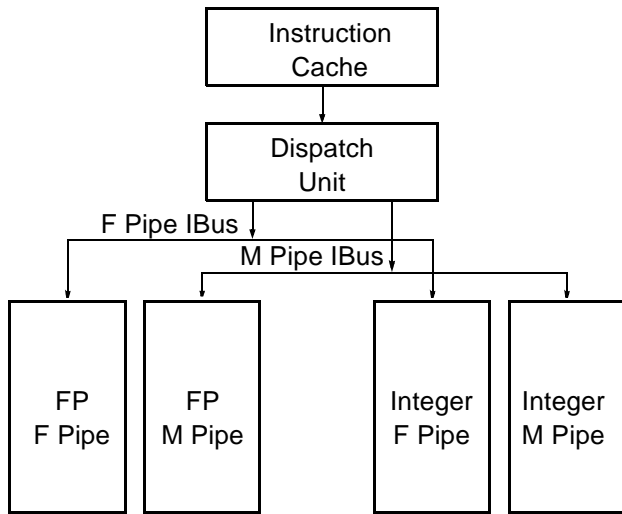 Instruction
Cache
Dispatch
Unit
F Pipe IBus
M Pipe IBus
FP
F Pipe
FP
M Pipe
Integer
F Pipe
Integer
M Pipe